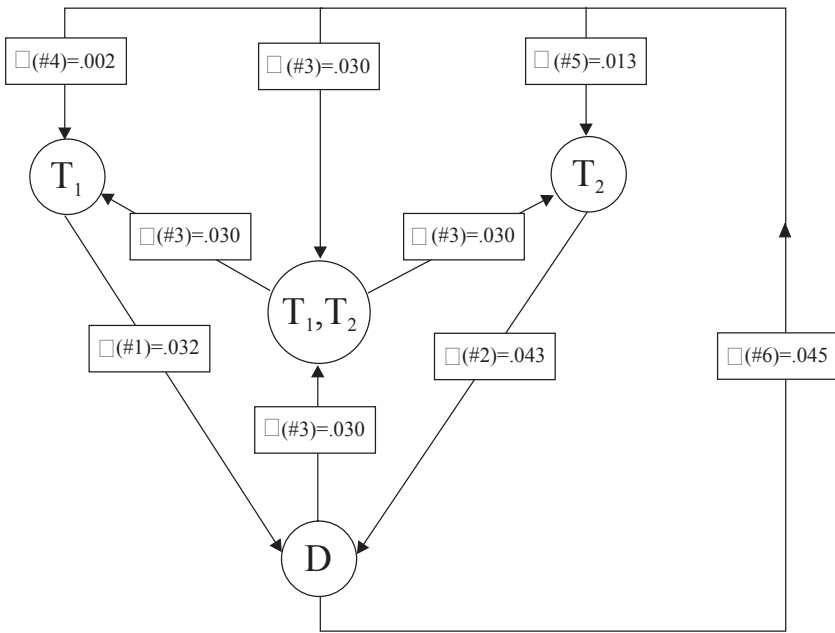 □(#4)=.002
□(#3)=.030
□(#5)=.013
T₁
T₂
□(#3)=.030
□(#3)=.030
T₁,T₂
□(#1)=.032
□(#2)=.043
□(#6)=.045
□(#3)=.030
D